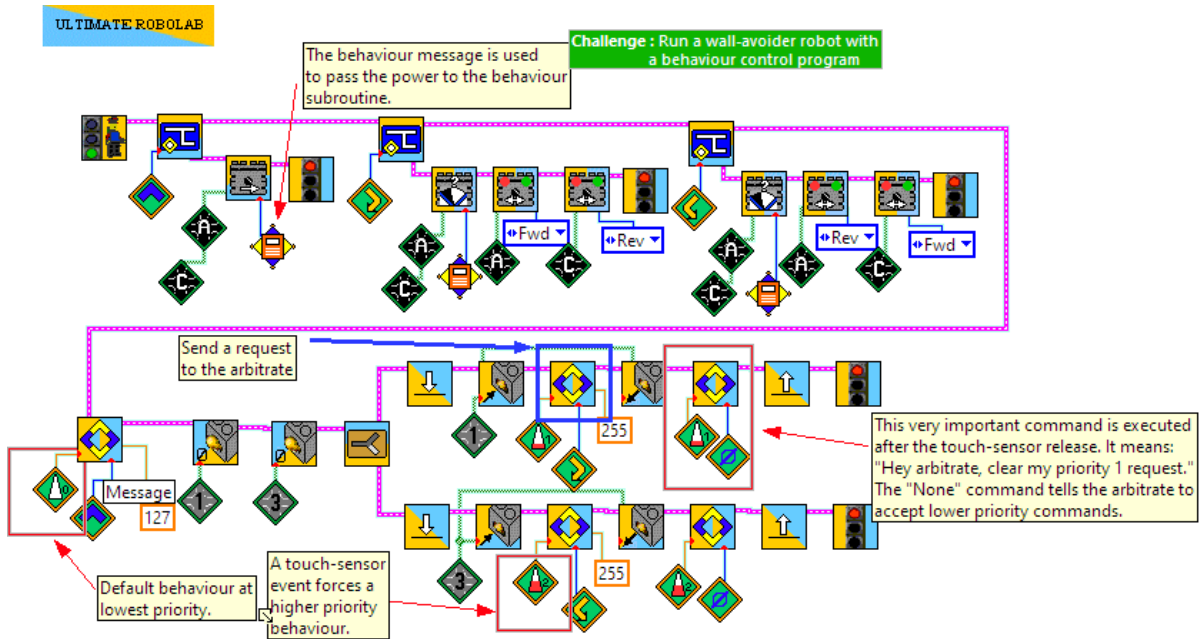 ULTIMATE ROBOLAB
The behaviour message is used
to pass the power to the behaviour
subroutine.
Challenge : Run a wall-avoider robot with
a behaviour control program
A
C
Fwd
Rev
A
C
A
C
Rev
Fwd
A
C
A
C
Send a request
to the arbitrate
1
1
255
1
Ø
This very important command is executed
after the touch-sensor release. It means:
"Hey arbitrate, clear my priority 1 request."
The "None" command tells the arbitrate to
accept lower priority commands.
0
Message
127
Ø
1
Ø
3
3
2
255
2
Ø
Default behaviour at
lowest priority.
A touch-sensor
event forces a
higher priority
behaviour.